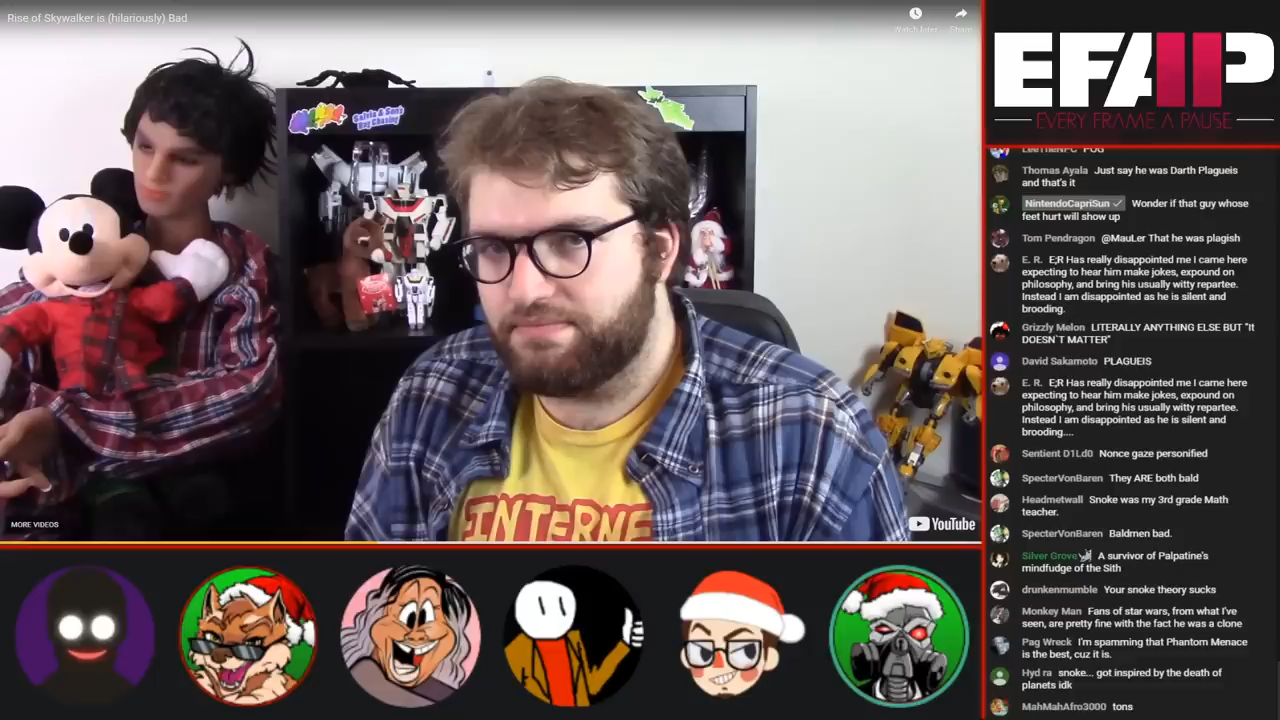 Rise of Skywalker is (hilariously) Bad
Watch later
Share
Salvia & Sons
Bug Chasing
INTERNE
MORE VIDEOS
YouTube
EFAP
EVERY FRAME A PAUSE
LeeTheNPC POG
Thomas Ayala Just say he was Darth Plagueis
and that's it
NintendoCapriSun Wonder if that guy whose
feet hurt will show up
Tom Pendragon @MauLer That he was plagish
E. R. E;R Has really disappointed me I came here
expecting to hear him make jokes, expound on
philosophy, and bring his usually witty repartee.
Instead I am disappointed as he is silent and
brooding.
Grizzly Melon LITERALLY ANYTHING ELSE BUT "It
DOESN`T MATTER"
David Sakamoto PLAGUEIS
E. R. E;R Has really disappointed me I came here
expecting to hear him make jokes, expound on
philosophy, and bring his usually witty repartee.
Instead I am disappointed as he is silent and
brooding....
Sentient D1Ld0 Nonce gaze personified
SpecterVonBaren They ARE both bald
Headmetwall Snoke was my 3rd grade Math
teacher.
SpecterVonBaren Baldmen bad.
Silver Grove A survivor of Palpatine's
mindfudge of the Sith
drunkenmumble Your snoke theory sucks
Monkey Man Fans of star wars, from what I've
seen, are pretty fine with the fact he was a clone
Pag Wreck I'm spamming that Phantom Menace
is the best, cuz it is.
Hyd ra snoke... got inspired by the death of
planets idk
MahMahAfro3000 tons